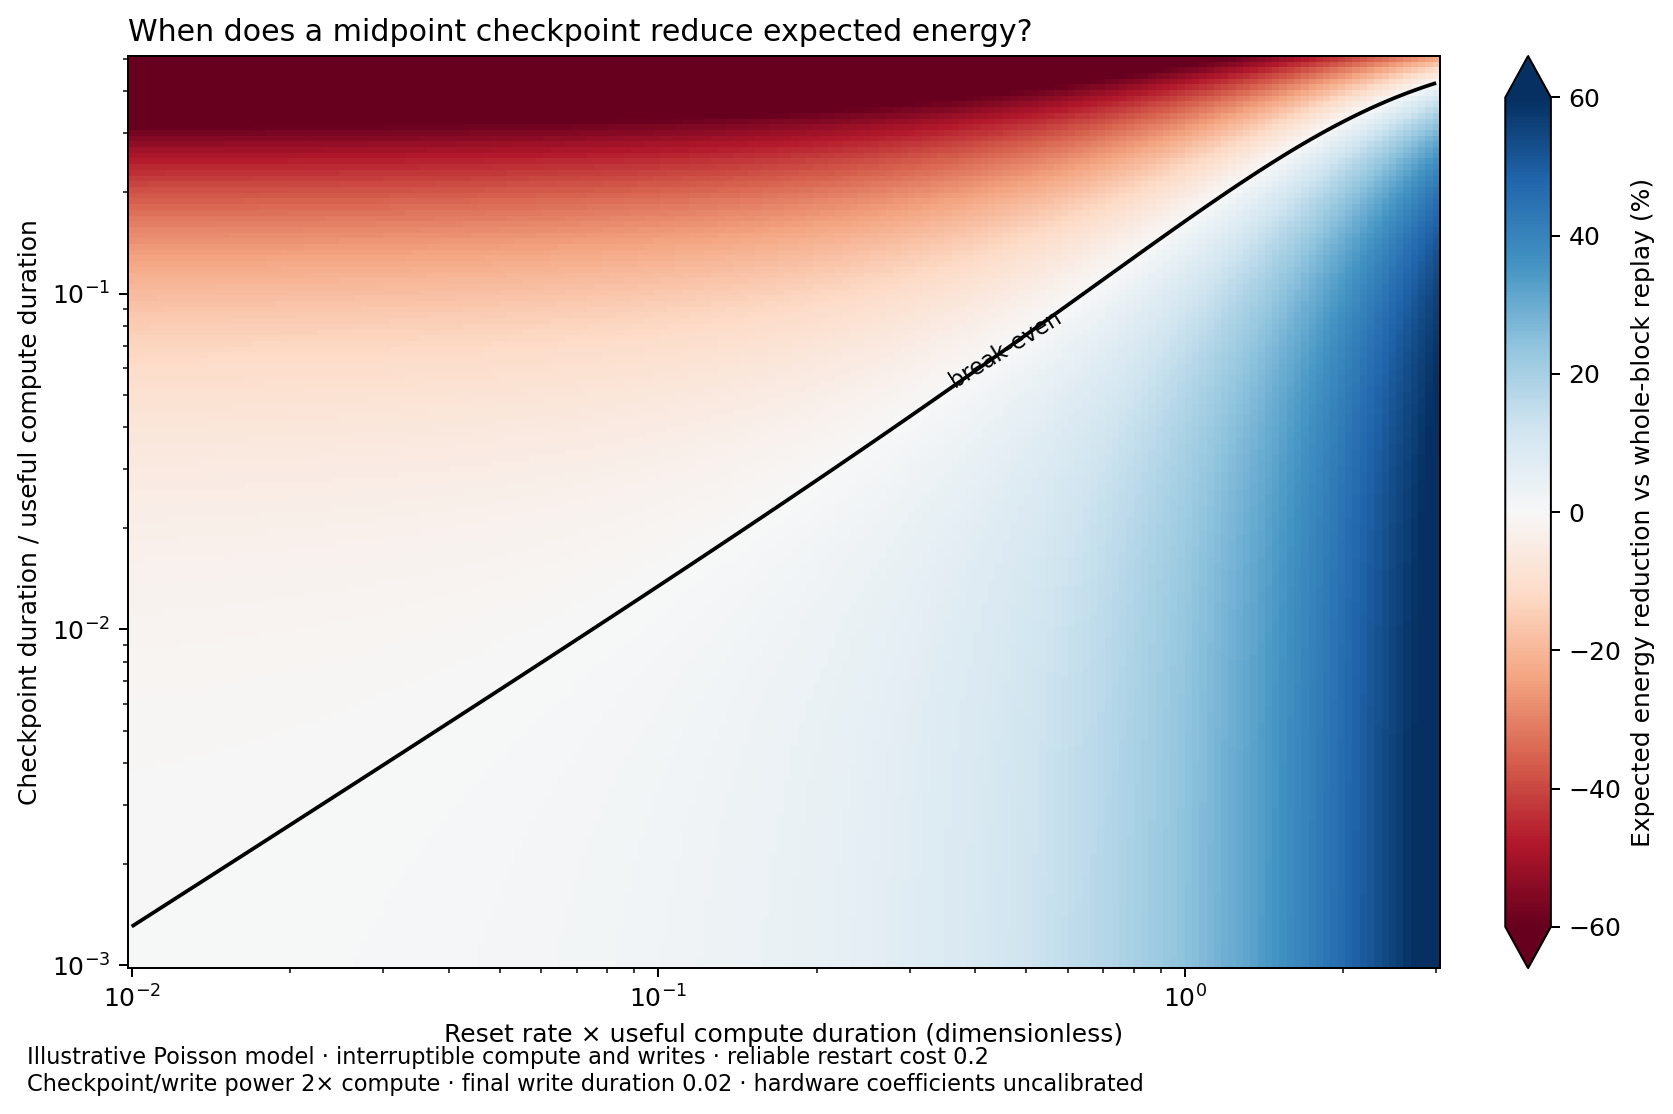 When does a midpoint checkpoint reduce expected energy?
Checkpoint duration / useful compute duration
10⁻¹
10⁻²
10⁻³
break-even
10⁻²
10⁻¹
10⁰
Reset rate × useful compute duration (dimensionless)
60
40
20
0
−20
−40
−60
Expected energy reduction vs whole-block replay (%)
Illustrative Poisson model · interruptible compute and writes · reliable restart cost 0.2
Checkpoint/write power 2× compute · final write duration 0.02 · hardware coefficients uncalibrated